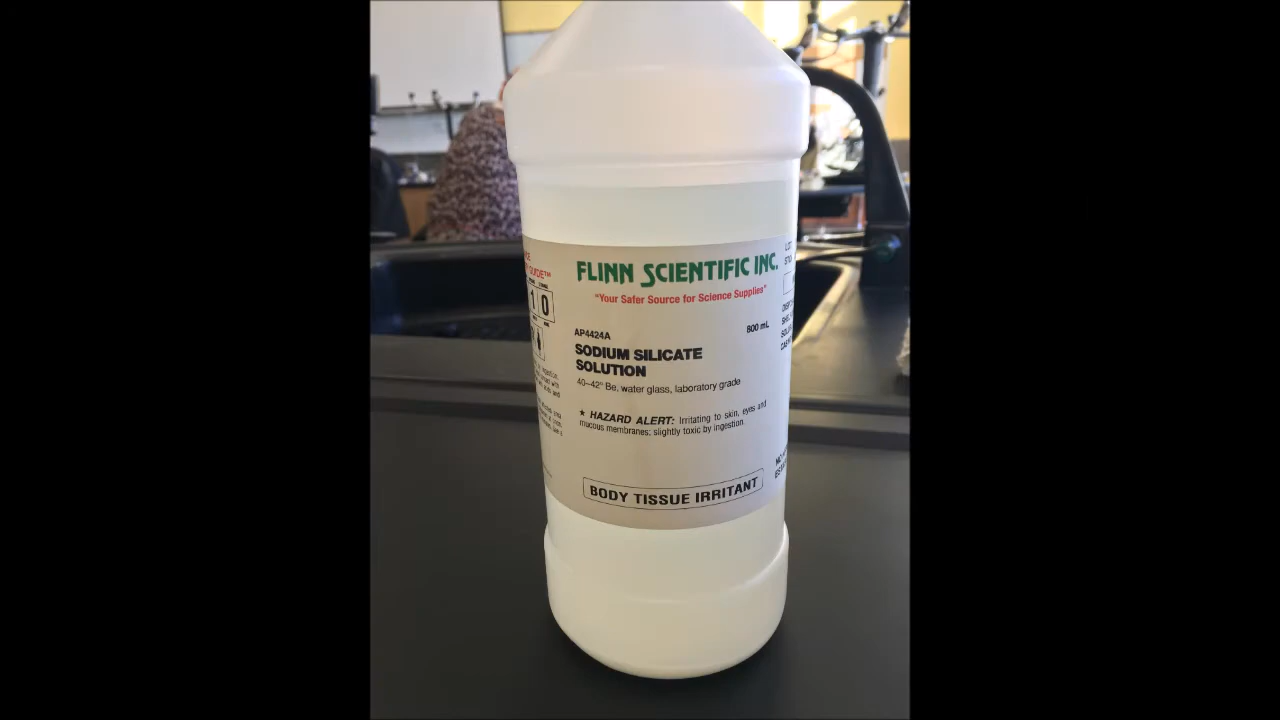 FLINN SCIENTIFIC INC.
"Your Safer Source for Science Supplies"
AP4424A
800 mL
SODIUM SILICATE
SOLUTION
40–42° Be, water glass, laboratory grade
★ HAZARD ALERT: Irritating to skin, eyes and
mucous membranes; slightly toxic by ingestion.
BODY TISSUE IRRITANT
1 0